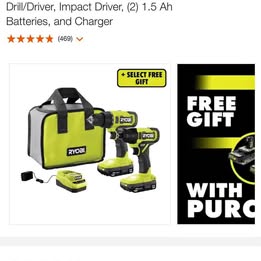 Drill/Driver, Impact Driver, (2) 1.5 Ah
Batteries, and Charger
(469)
+ SELECT FREE
GIFT
RYOBI
RYOBI
FREE
GIFT
WITH
PURC